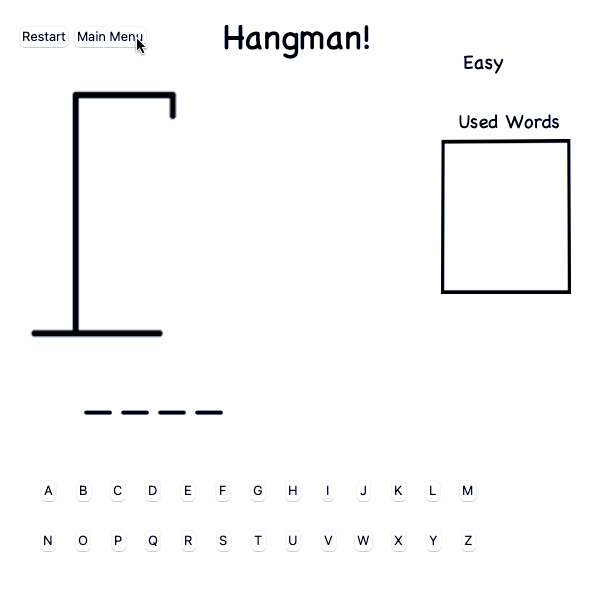 Restart Main Menu
Hangman!
Easy
Used Words
A B C D E F G H I J K L M
N O P Q R S T U V W X Y Z